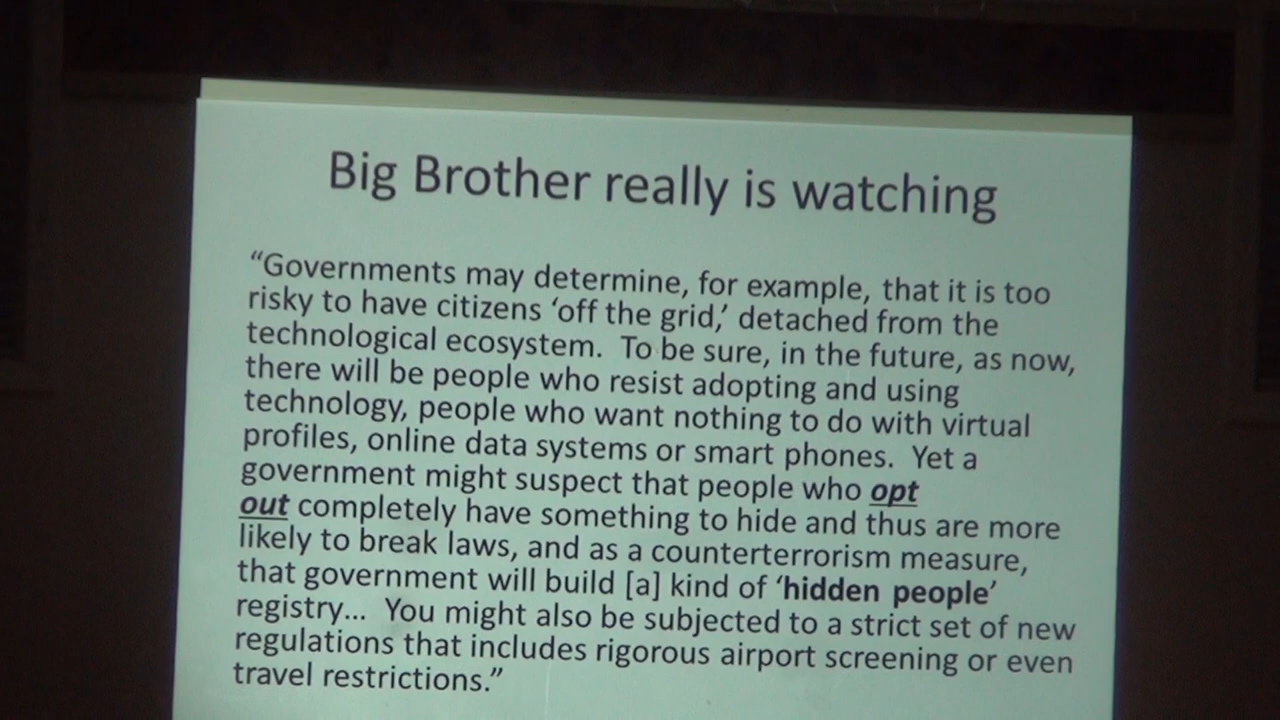 Big Brother really is watching
“Governments may determine, for example, that it is too
risky to have citizens ‘off the grid,’ detached from the
technological ecosystem.  To be sure, in the future, as now,
there will be people who resist adopting and using
technology, people who want nothing to do with virtual
profiles, online data systems or smart phones.  Yet a
government might suspect that people who opt
out completely have something to hide and thus are more
likely to break laws, and as a counterterrorism measure,
that government will build [a] kind of ‘hidden people’
registry...  You might also be subjected to a strict set of new
regulations that includes rigorous airport screening or even
travel restrictions.”